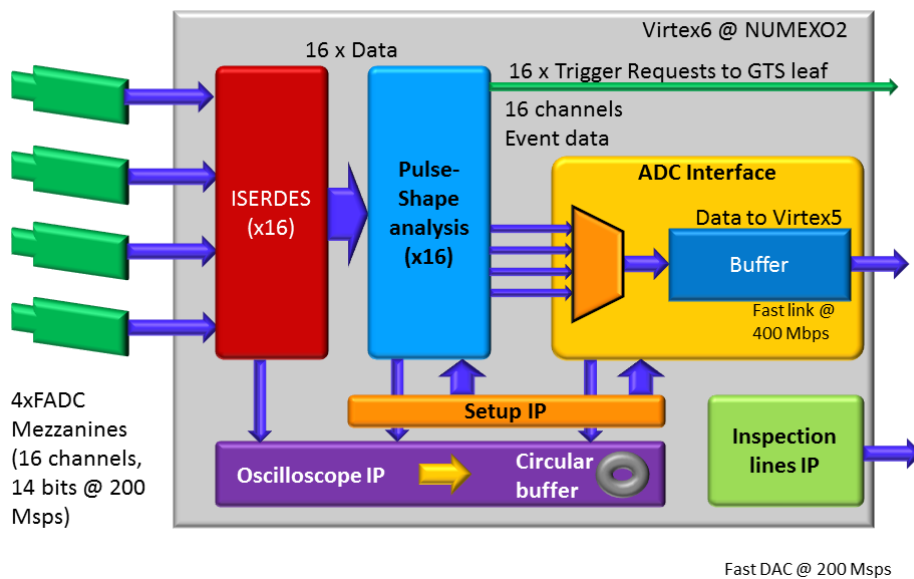 Virtex6 @ NUMEXO2
16 x Data
16 x Trigger Requests to GTS leaf
16 channels
Event data
ISERDES
(x16)
Pulse-
Shape
analysis
(x16)
ADC Interface
Data to Virtex5
Buffer
Fast link @
400 Mbps
4xFADC
Mezzanines
(16 channels,
14 bits @ 200
Msps)
Setup IP
Oscilloscope IP
Circular
buffer
Inspection
lines IP
Fast DAC @ 200 Msps